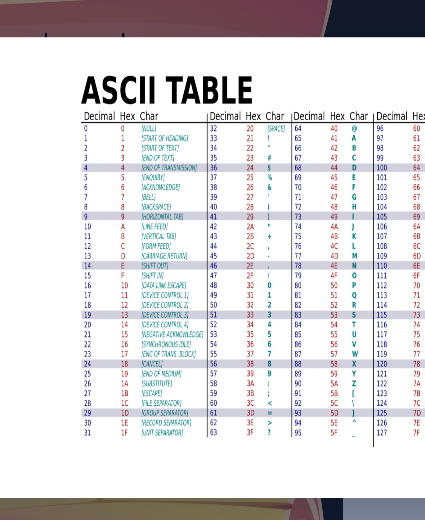 ASCII TABLE
Decimal Hex Char Decimal Hex Char Decimal Hex Char Decimal Hex
0 0 [NULL] 32 20 [SPACE] 64 40 @ 96 60
1 1 [START OF HEADING] 33 21 ! 65 41 A 97 61
2 2 [START OF TEXT] 34 22 " 66 42 B 98 62
3 3 [END OF TEXT] 35 23 # 67 43 C 99 63
4 4 [END OF TRANSMISSION] 36 24 $ 68 44 D 100 64
5 5 [ENQUIRY] 37 25 % 69 45 E 101 65
6 6 [ACKNOWLEDGE] 38 26 & 70 46 F 102 66
7 7 [BELL] 39 27 ' 71 47 G 103 67
8 8 [BACKSPACE] 40 28 ( 72 48 H 104 68
9 9 [HORIZONTAL TAB] 41 29 ) 73 49 I 105 69
10 A [LINE FEED] 42 2A * 74 4A J 106 6A
11 B [VERTICAL TAB] 43 2B + 75 4B K 107 6B
12 C [FORM FEED] 44 2C , 76 4C L 108 6C
13 D [CARRIAGE RETURN] 45 2D - 77 4D M 109 6D
14 E [SHIFT OUT] 46 2E . 78 4E N 110 6E
15 F [SHIFT IN] 47 2F / 79 4F O 111 6F
16 10 [DATA LINK ESCAPE] 48 30 0 80 50 P 112 70
17 11 [DEVICE CONTROL 1] 49 31 1 81 51 Q 113 71
18 12 [DEVICE CONTROL 2] 50 32 2 82 52 R 114 72
19 13 [DEVICE CONTROL 3] 51 33 3 83 53 S 115 73
20 14 [DEVICE CONTROL 4] 52 34 4 84 54 T 116 74
21 15 [NEGATIVE ACKNOWLEDGE] 53 35 5 85 55 U 117 75
22 16 [SYNCHRONOUS IDLE] 54 36 6 86 56 V 118 76
23 17 [ENG OF TRANS. BLOCK] 55 37 7 87 57 W 119 77
24 18 [CANCEL] 56 38 8 88 58 X 120 78
25 19 [END OF MEDIUM] 57 39 9 89 59 Y 121 79
26 1A [SUBSTITUTE] 58 3A : 90 5A Z 122 7A
27 1B [ESCAPE] 59 3B ; 91 5B [ 123 7B
28 1C [FILE SEPARATOR] 60 3C < 92 5C \ 124 7C
29 1D [GROUP SEPARATOR] 61 3D = 93 5D ] 125 7D
30 1E [RECORD SEPARATOR] 62 3E > 94 5E ^ 126 7E
31 1F [UNIT SEPARATOR] 63 3F ? 95 5F _ 127 7F